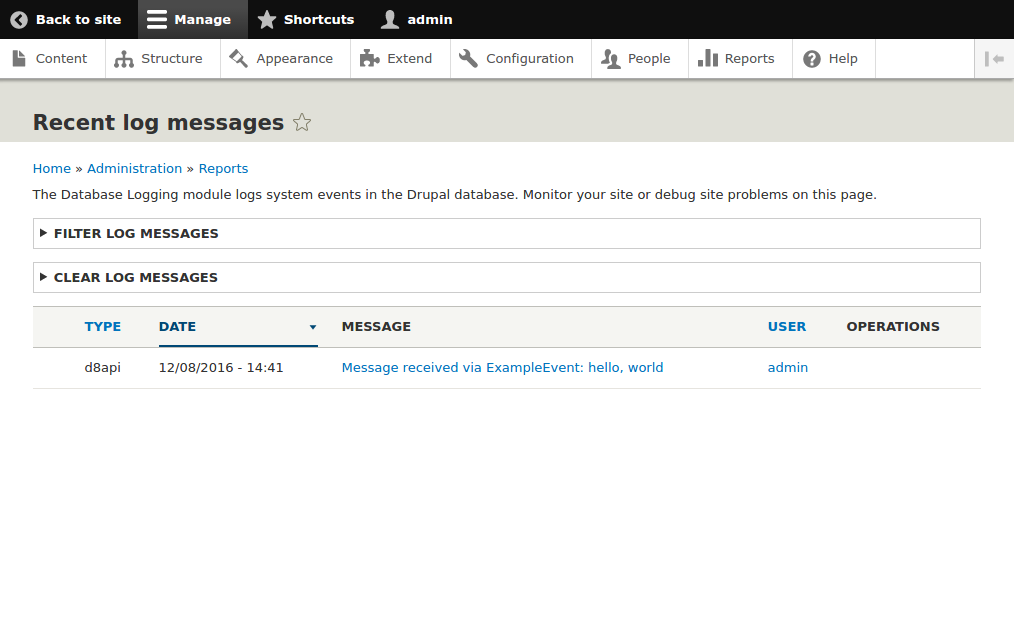 Back to site Manage Shortcuts admin
Content Structure Appearance Extend Configuration People Reports Help
Recent log messages
Home » Administration » Reports
The Database Logging module logs system events in the Drupal database. Monitor your site or debug site problems on this page.
FILTER LOG MESSAGES
CLEAR LOG MESSAGES
TYPE DATE MESSAGE USER OPERATIONS
d8api 12/08/2016 - 14:41 Message received via ExampleEvent: hello, world admin